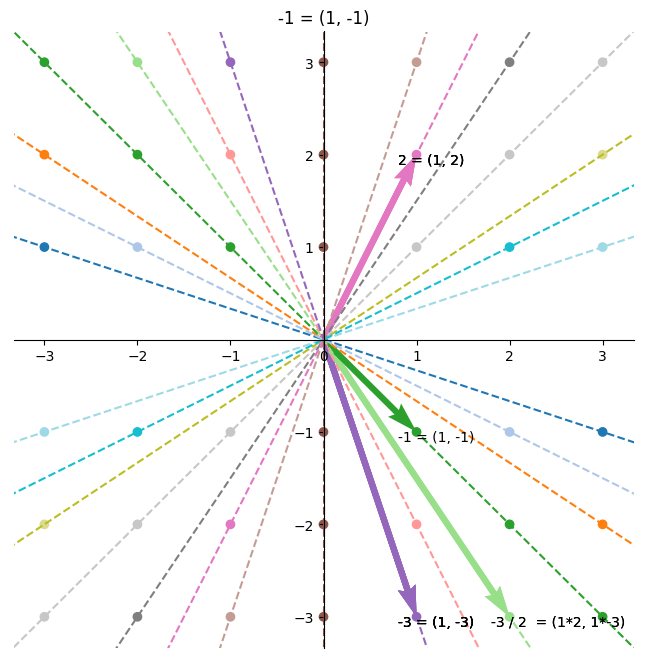 -1 = (1, -1)
3
2
2 = (1, 2)
1
−3
−2
−1
0
1
2
3
−1
-1 = (1, -1)
−2
−3
-3 = (1, -3)
-3 / 2 = (1*2, 1*-3)